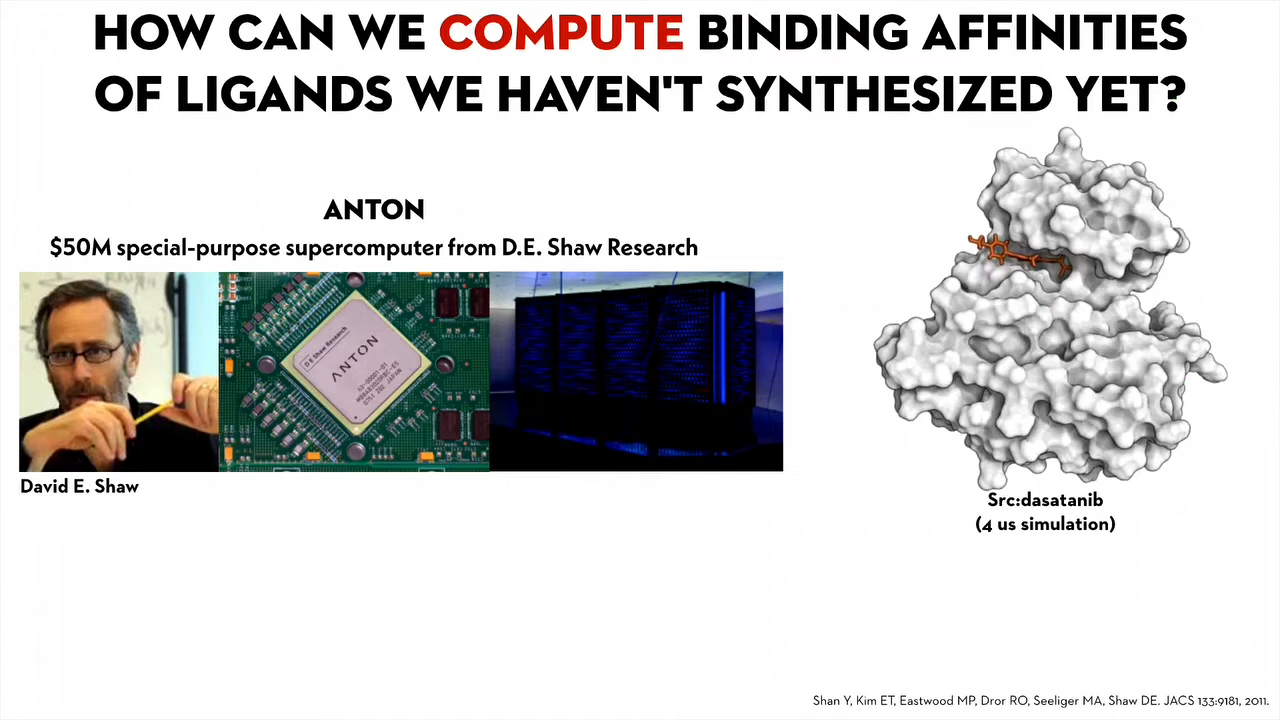 HOW CAN WE COMPUTE BINDING AFFINITIES
OF LIGANDS WE HAVEN'T SYNTHESIZED YET?
ANTON
$50M special-purpose supercomputer from D.E. Shaw Research
D E Shaw Research
ANTON
David E. Shaw
Src:dasatanib
(4 us simulation)
Shan Y, Kim ET, Eastwood MP, Dror RO, Seeliger MA, Shaw DE. JACS 133:9181, 2011.